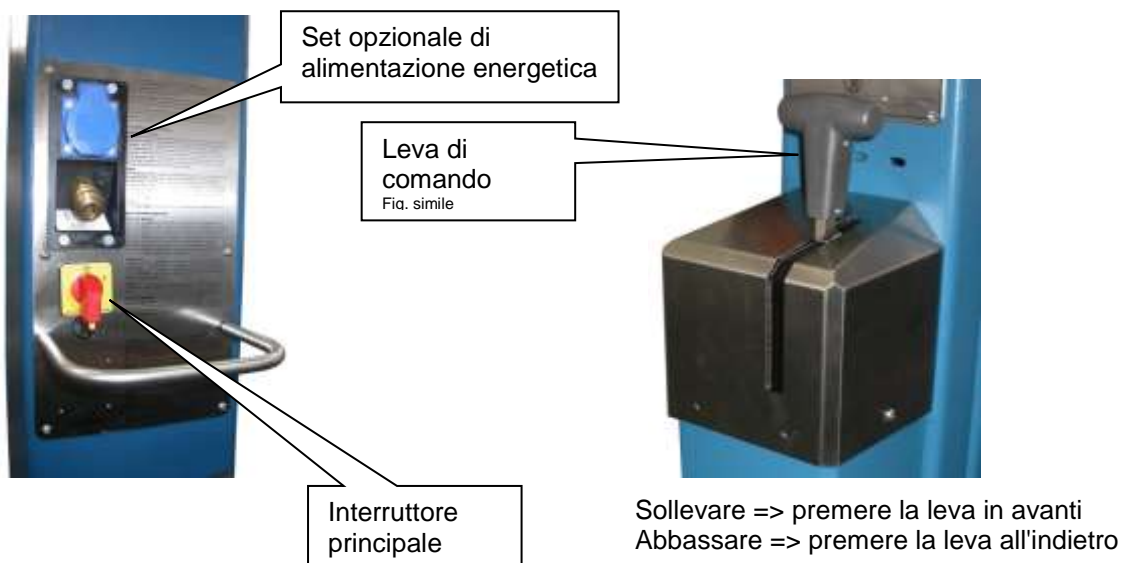 Set opzionale di
alimentazione energetica
Leva di
comando
Fig. simile
Interruttore
principale
Sollevare => premere la leva in avanti
Abbassare => premere la leva all'indietro